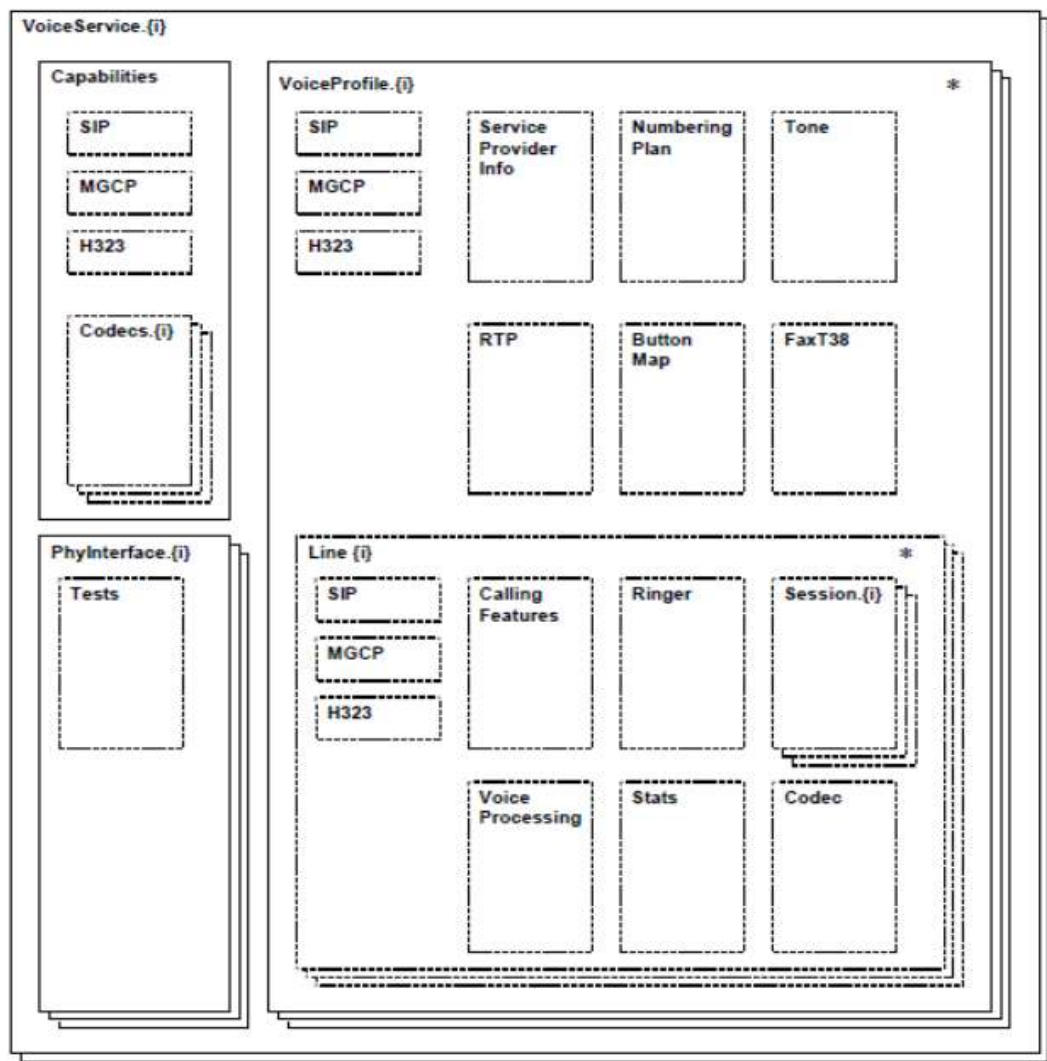 VoiceService.{i}
Capabilities
SIP
MGCP
H323
Codecs.{i}
PhyInterface.{i}
Tests
VoiceProfile.{i}
*
SIP
MGCP
H323
Service
Provider
Info
Numbering
Plan
Tone
RTP
Button
Map
FaxT38
Line {i}
*
SIP
MGCP
H323
Calling
Features
Ringer
Session.{i}
Voice
Processing
Stats
Codec